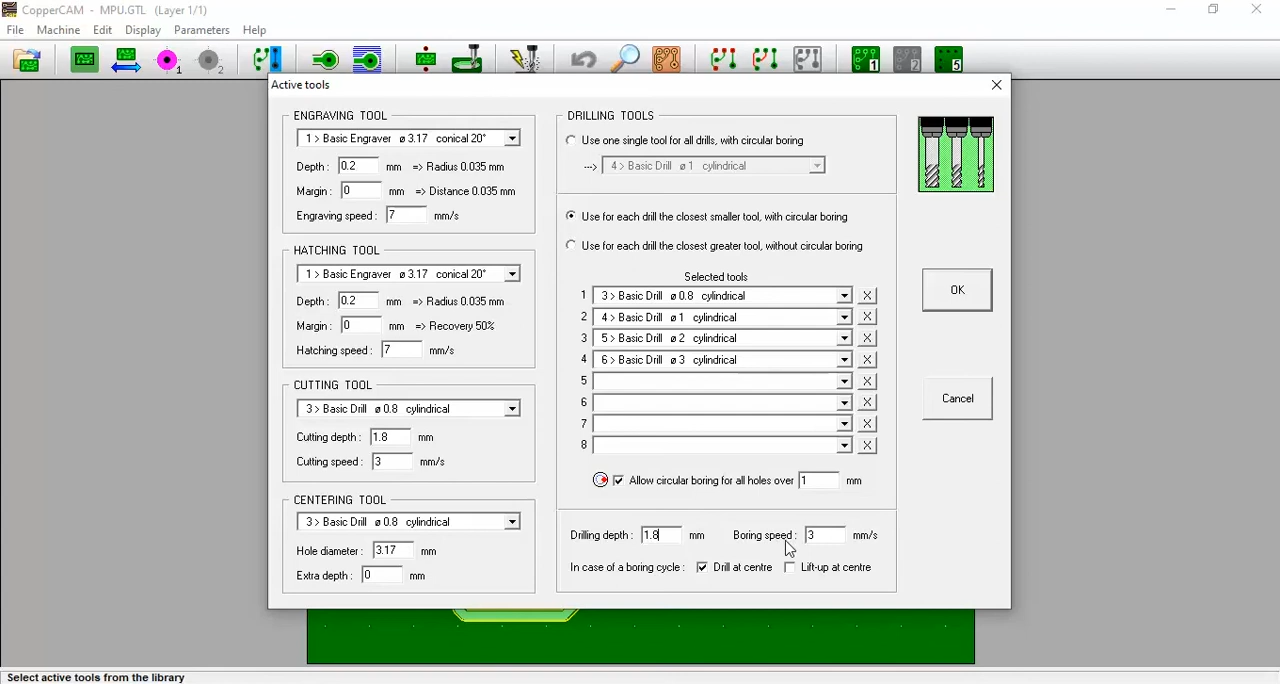 CopperCAM - MPU.GTL (Layer 1/1)
File Machine Edit Display Parameters Help
1 2 1 2 5
Active tools
ENGRAVING TOOL
1 > Basic Engraver ø 3.17 conical 20°
Depth : 0.2 mm => Radius 0.035 mm
Margin : 0 mm => Distance 0.035 mm
Engraving speed : 7 mm/s
HATCHING TOOL
1 > Basic Engraver ø 3.17 conical 20°
Depth : 0.2 mm => Radius 0.035 mm
Margin : 0 mm => Recovery 50%
Hatching speed : 7 mm/s
CUTTING TOOL
3 > Basic Drill ø 0.8 cylindrical
Cutting depth : 1.8 mm
Cutting speed : 3 mm/s
CENTERING TOOL
3 > Basic Drill ø 0.8 cylindrical
Hole diameter : 3.17 mm
Extra depth : 0 mm
DRILLING TOOLS
Use one single tool for all drills, with circular boring
--> 4 > Basic Drill ø 1 cylindrical
Use for each drill the closest smaller tool, with circular boring
Use for each drill the closest greater tool, without circular boring
Selected tools
1 3 > Basic Drill ø 0.8 cylindrical X
2 4 > Basic Drill ø 1 cylindrical X
3 5 > Basic Drill ø 2 cylindrical X
4 6 > Basic Drill ø 3 cylindrical X
5 X
6 X
7 X
8 X
Allow circular boring for all holes over 1 mm
Drilling depth : 1.8 mm Boring speed : 3 mm/s
In case of a boring cycle : Drill at centre Lift-up at centre
OK
Cancel
Select active tools from the library